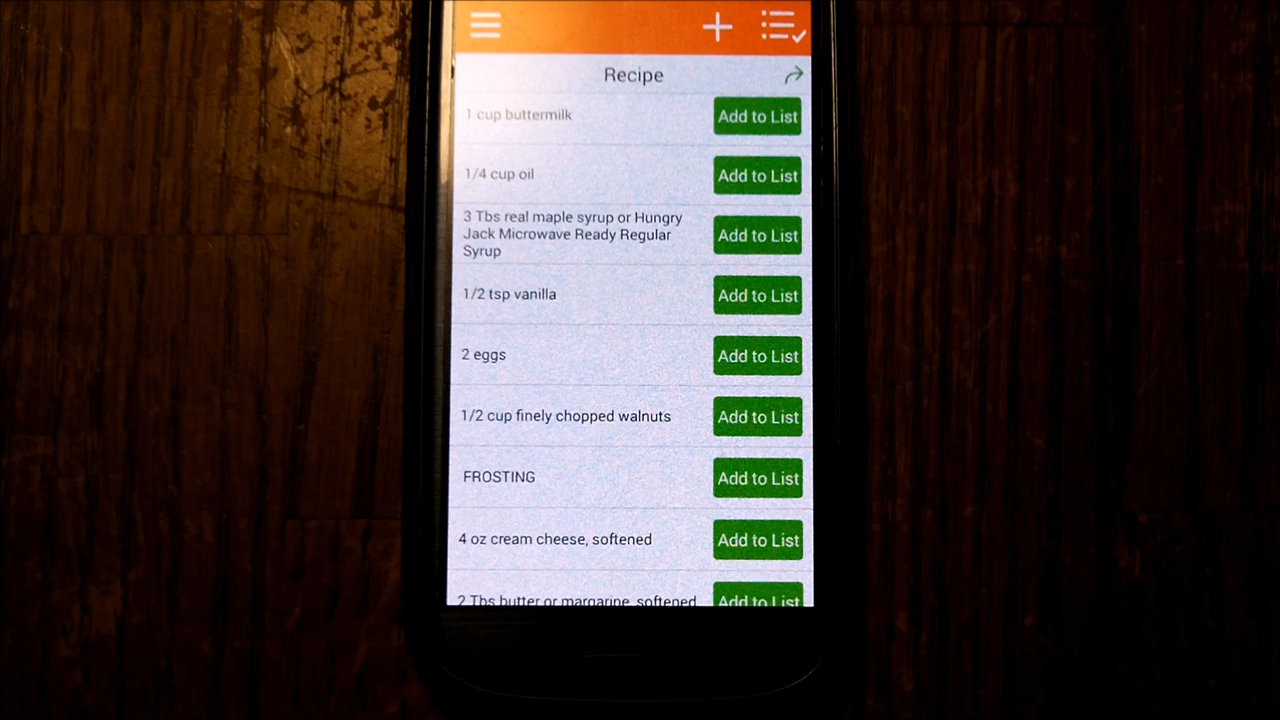 Recipe
1 cup buttermilk
Add to List
1/4 cup oil
Add to List
3 Tbs real maple syrup or Hungry
Jack Microwave Ready Regular
Syrup
Add to List
1/2 tsp vanilla
Add to List
2 eggs
Add to List
1/2 cup finely chopped walnuts
Add to List
FROSTING
Add to List
4 oz cream cheese, softened
Add to List
2 Tbs butter or margarine, softened
Add to List